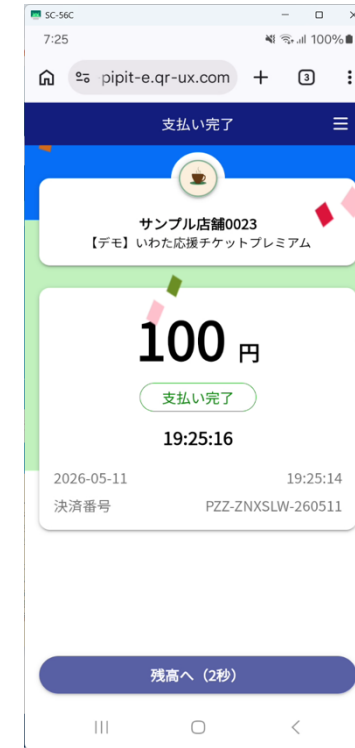 SC-56C
7:25
100%
pipit-e.qr-ux.com
3
支払い完了
サンプル店舗0023
【デモ】いわた応援チケットプレミアム
100 円
支払い完了
19:25:16
2026-05-11 19:25:14
決済番号 PZZ-ZNXSLW-260511
残高へ（2秒）